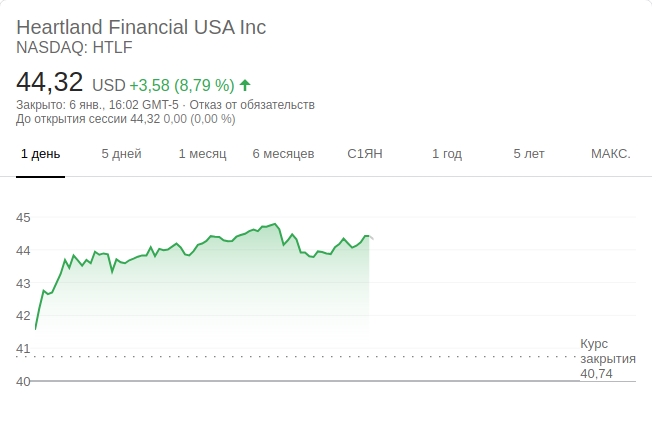 Heartland Financial USA Inc
NASDAQ: HTLF
44,32 USD +3,58 (8,79 %)
Закрыто: 6 янв., 16:02 GMT-5 · Отказ от обязательств
До открытия сессии 44,32 0,00 (0,00 %)
1 день 5 дней 1 месяц 6 месяцев С1ЯН 1 год 5 лет МАКС.
45
44
43
42
41
Курс
закрытия
40,74
40